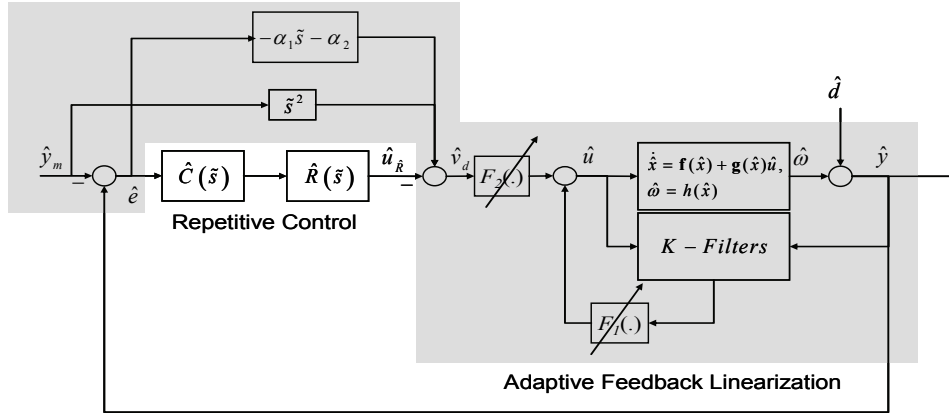 −α₁s̃ − α₂
s̃²
d̂
ŷₘ
−
ê
Ĉ(s̃)
R̂(s̃)
û_R̂
−
v̂_d
F₂(.)
û
x̂̇ = f(x̂) + g(x̂)û,
ω̂ = h(x̂)
ω̂
ŷ
Repetitive Control
K − Filters
F₁(.)
Adaptive Feedback Linearization